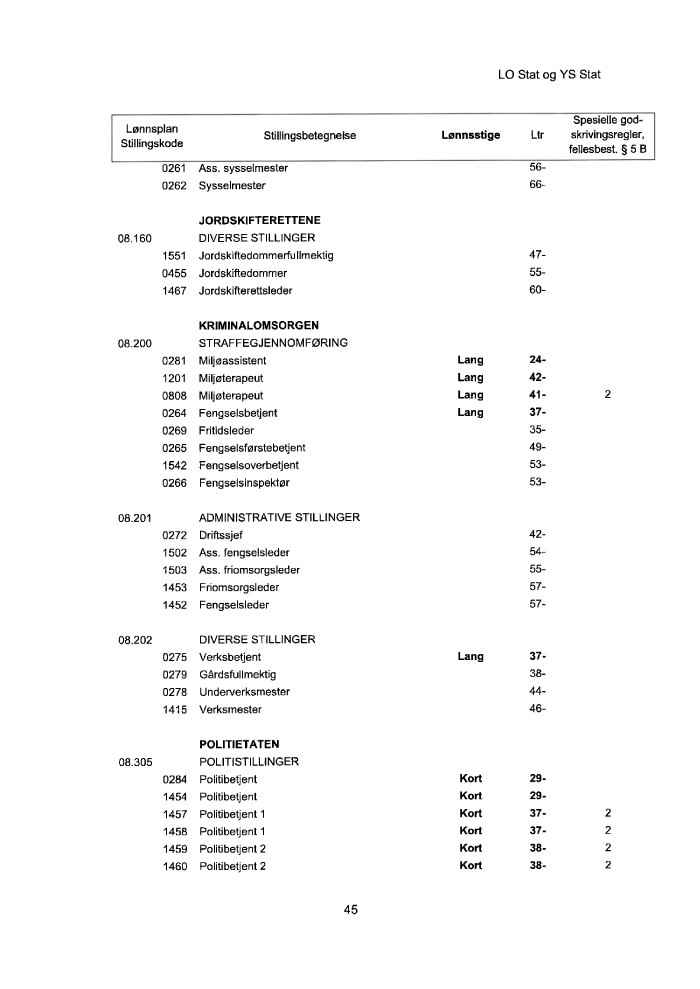 LO Stat og YS Stat
Lønnsplan Stillingskode Stillingsbetegnelse Lønnsstige Ltr Spesielle god-skrivingsregler, fellesbest. § 5 B
0261 Ass. sysselmester 56-
0262 Sysselmester 66-
JORDSKIFTERETTENE
08.160 DIVERSE STILLINGER
1551 Jordskiftedommerfullmektig 47-
0455 Jordskiftedommer 55-
1467 Jordskifterettsleder 60-
KRIMINALOMSORGEN
08.200 STRAFFEGJENNOMFØRING
0281 Miljøassistent Lang 24-
1201 Miljøterapeut Lang 42-
0808 Miljøterapeut Lang 41- 2
0264 Fengselsbetjent Lang 37-
0269 Fritidsleder 35-
0265 Fengselsførstebetjent 49-
1542 Fengselsoverbetjent 53-
0266 Fengselsinspektør 53-
08.201 ADMINISTRATIVE STILLINGER
0272 Driftssjef 42-
1502 Ass. fengselsleder 54-
1503 Ass. friomsorgsleder 55-
1453 Friomsorgsleder 57-
1452 Fengselsleder 57-
08.202 DIVERSE STILLINGER
0275 Verksbetjent Lang 37-
0279 Gårdsfullmektig 38-
0278 Underverksmester 44-
1415 Verksmester 46-
POLITIETATEN
08.305 POLITISTILLINGER
0284 Politibetjent Kort 29-
1454 Politibetjent Kort 29-
1457 Politibetjent 1 Kort 37- 2
1458 Politibetjent 1 Kort 37- 2
1459 Politibetjent 2 Kort 38- 2
1460 Politibetjent 2 Kort 38- 2
45